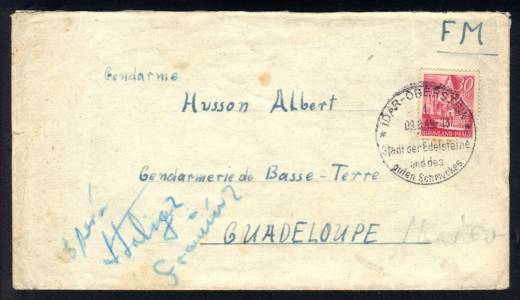 FM
Gendarme
Husson Albert
Gendarmerie de Basse-Terre
GUADELOUPE
30
RHEINLAND-PFALZ
* IDAR-OBERSTEIN *
Stadt der Edelsteine
und des
guten Schmuckes